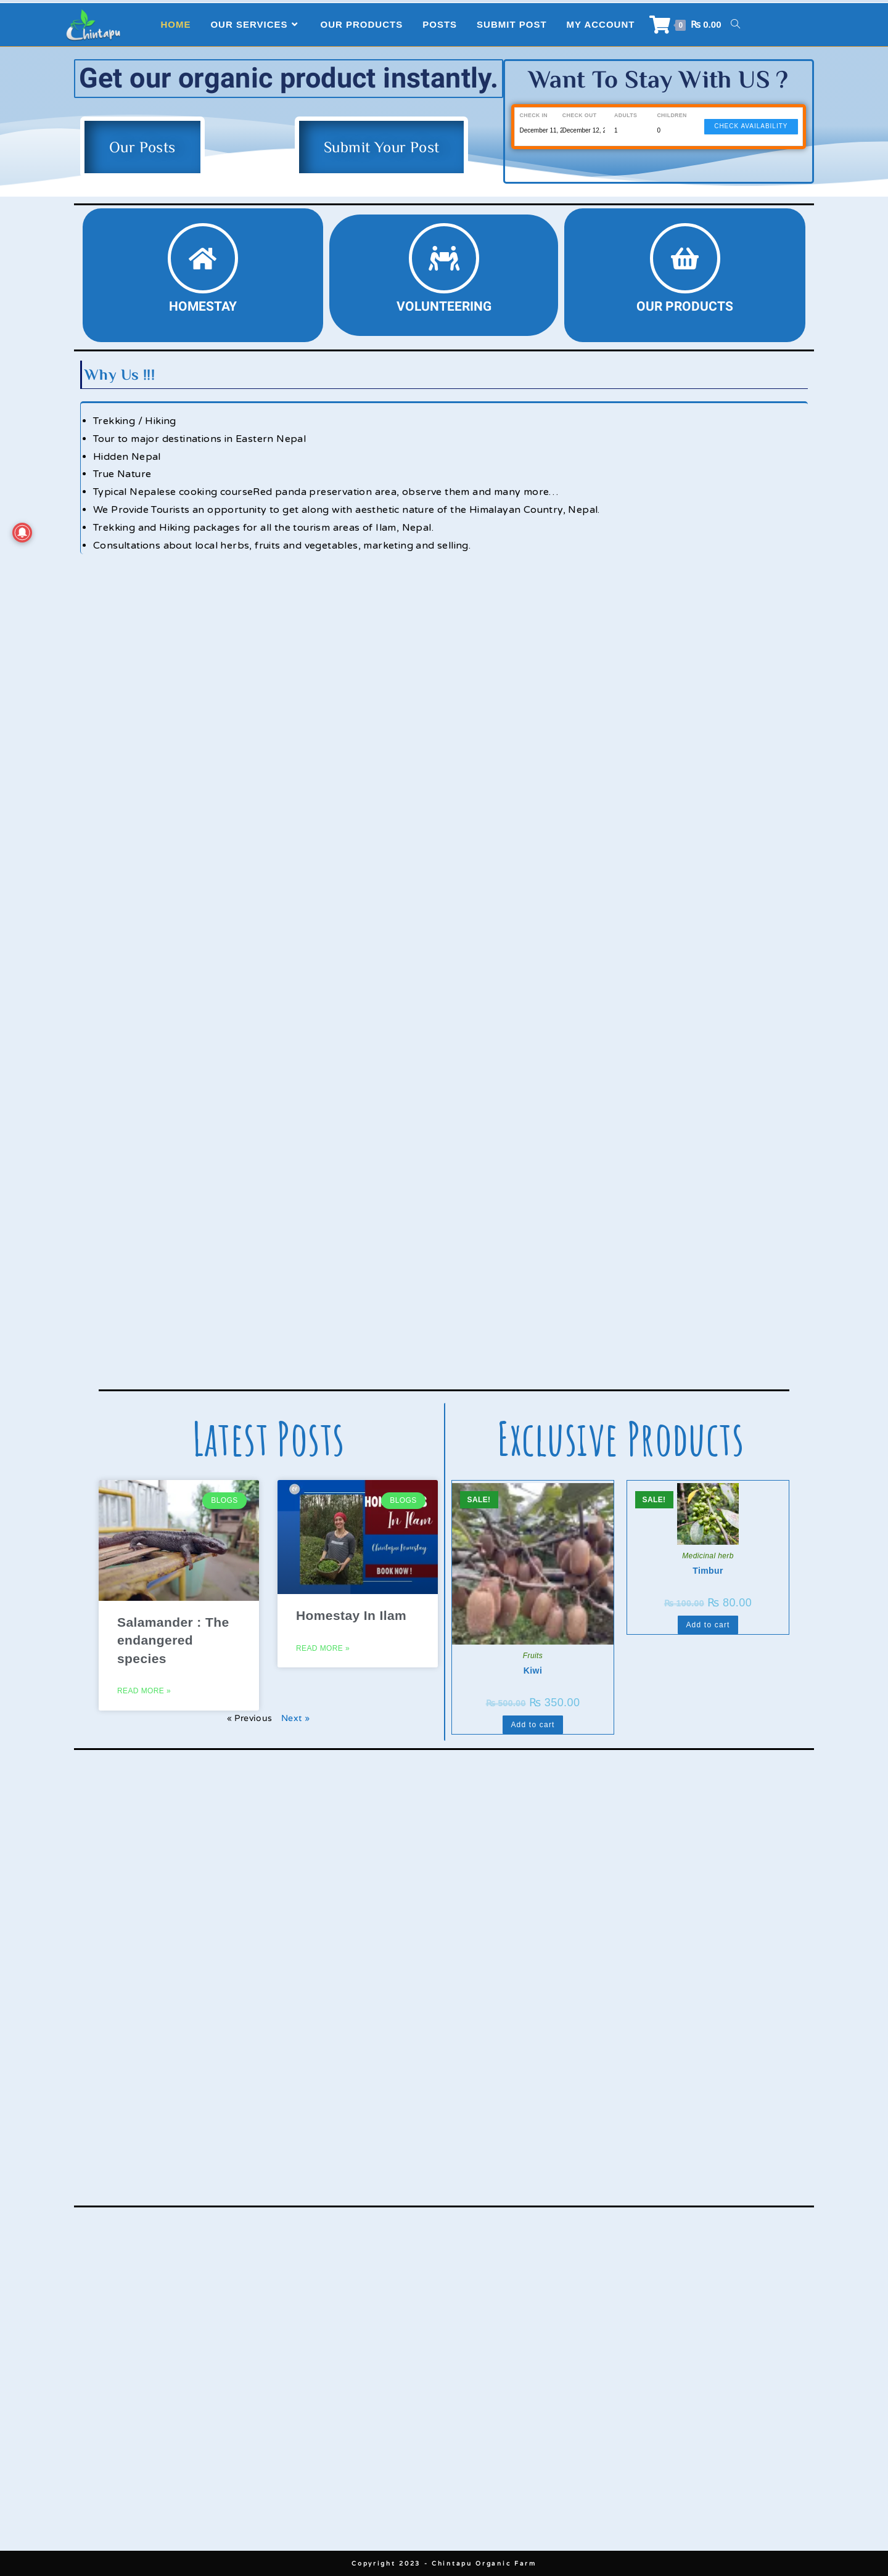 Chintapu
HOME
OUR SERVICES
OUR PRODUCTS
POSTS
SUBMIT POST
MY ACCOUNT
0
₨ 0.00
Get our organic product instantly.
Our Posts
Submit Your Post
Want To Stay With US ?
CHECK IN
CHECK OUT
ADULTS
CHILDREN
December 11, 2
December 12, 2
1
0
CHECK AVAILABILITY
HOMESTAY
VOLUNTEERING
OUR PRODUCTS
Why Us !!!
Trekking / Hiking
Tour to major destinations in Eastern Nepal
Hidden Nepal
True Nature
Typical Nepalese cooking courseRed panda preservation area, observe them and many more…
We Provide Tourists an opportunity to get along with aesthetic nature of the Himalayan Country, Nepal.
Trekking and Hiking packages for all the tourism areas of Ilam, Nepal.
Consultations about local herbs, fruits and vegetables, marketing and selling.
Latest Posts
BLOGS
Salamander : The
endangered
species
READ MORE »
BLOGS
In Ilam
Chintapu Homestay
BOOK NOW !
Homestay In Ilam
READ MORE »
« Previous
Next »
Exclusive Products
SALE!
Fruits
Kiwi
₨ 500.00 ₨ 350.00
Add to cart
SALE!
Medicinal herb
Timbur
₨ 100.00 ₨ 80.00
Add to cart
Copyright 2023 - Chintapu Organic Farm